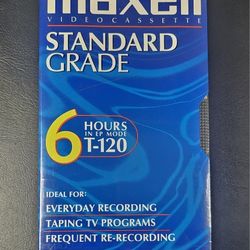 maxell
VIDEOCASSETTE
STANDARD
GRADE
6 HOURS
IN EP MODE
T-120
IDEAL FOR:
EVERYDAY RECORDING
TAPING TV PROGRAMS
FREQUENT RE-RECORDING